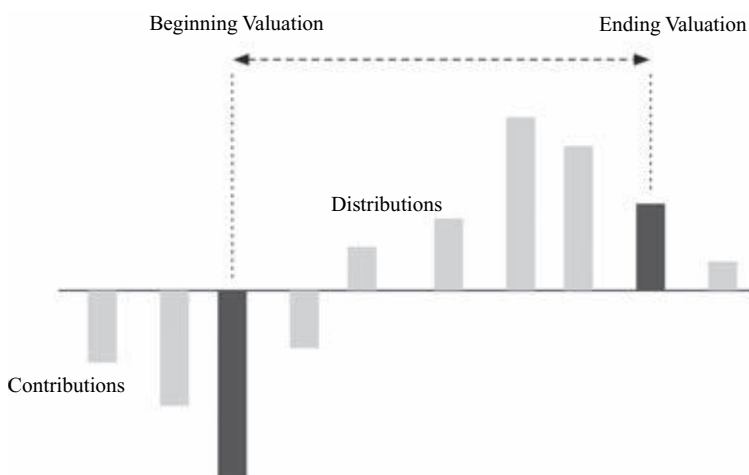 Beginning Valuation
Ending Valuation
Distributions
Contributions